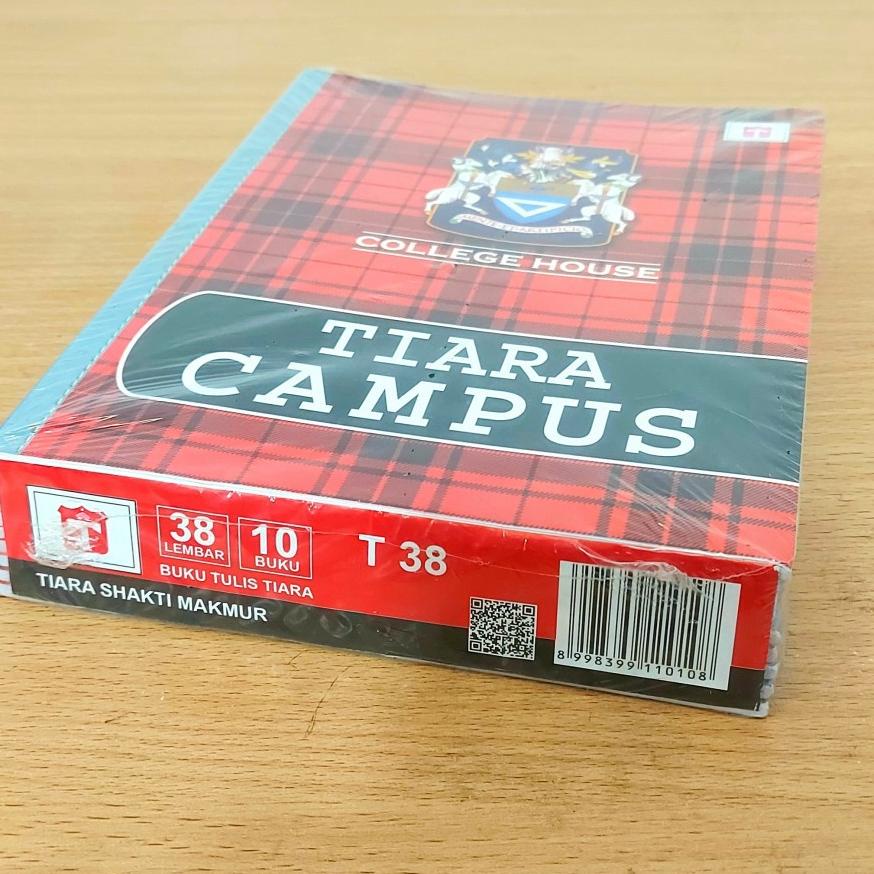 COLLEGE HOUSE
TIARA
CAMPUS
38
LEMBAR
10
BUKU
BUKU TULIS TIARA
T 38
TIARA SHAKTI MAKMUR
8 998399 110108